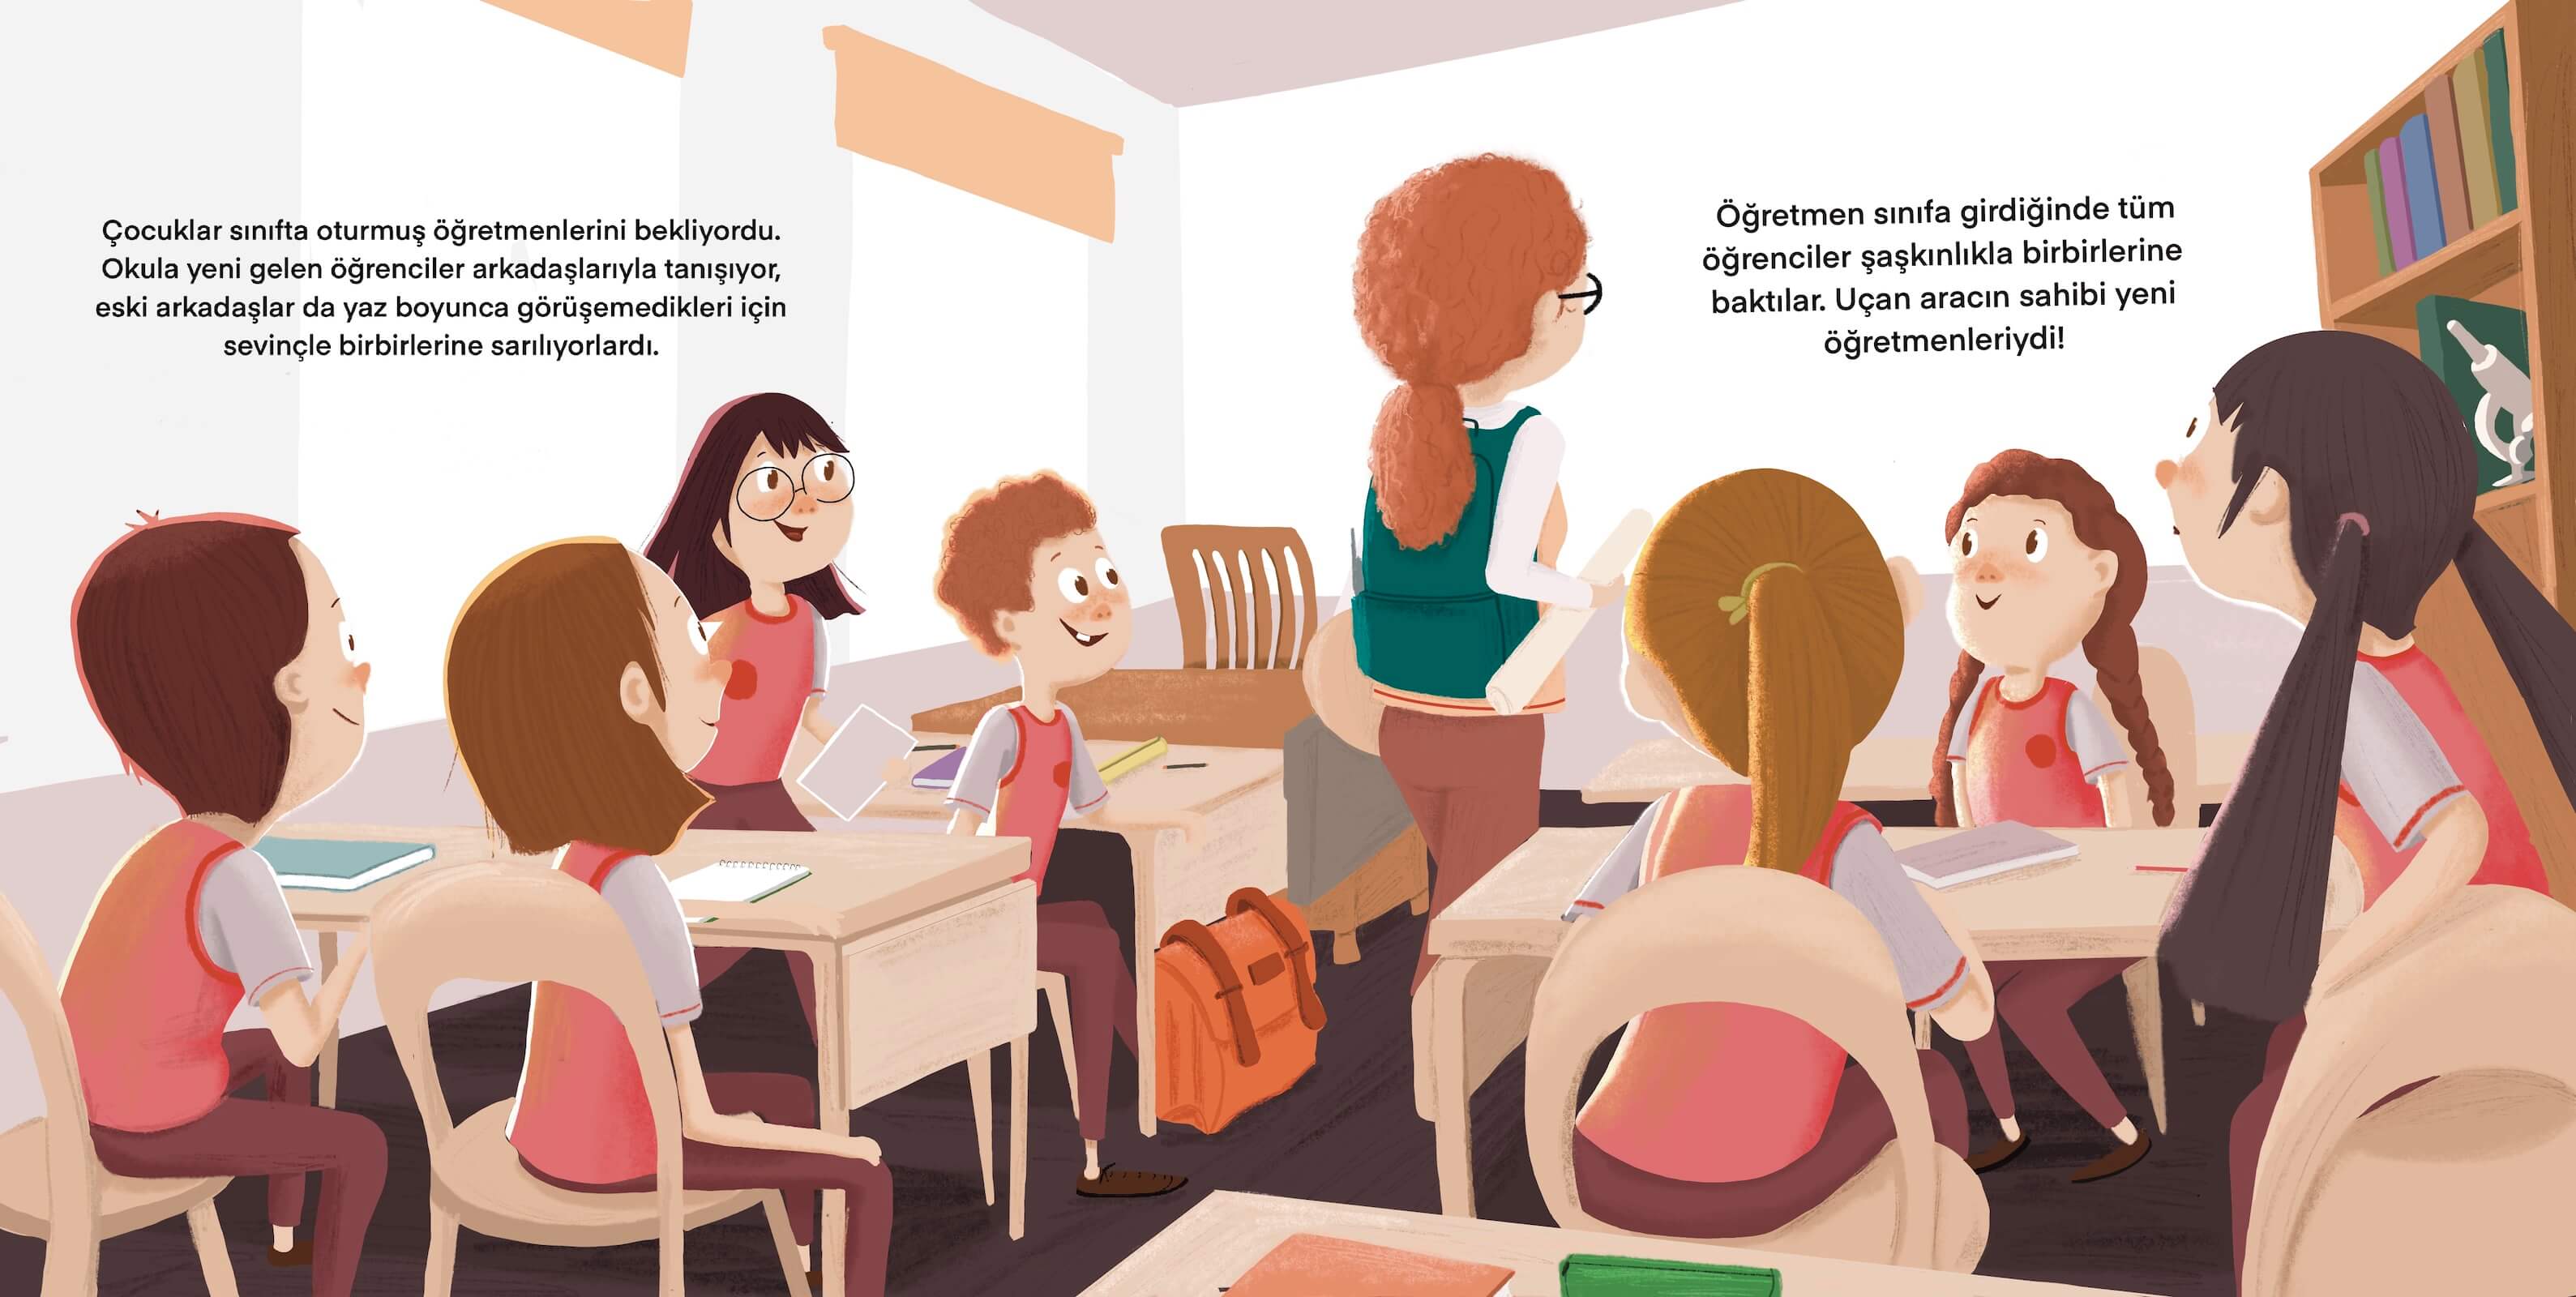 Çocuklar sınıfta oturmuş öğretmenlerini bekliyordu.
Okula yeni gelen öğrenciler arkadaşlarıyla tanışıyor,
eski arkadaşlar da yaz boyunca görüşemedikleri için
sevinçle birbirlerine sarılıyorlardı.
Öğretmen sınıfa girdiğinde tüm
öğrenciler şaşkınlıkla birbirlerine
baktılar. Uçan aracın sahibi yeni
öğretmenleriydi!